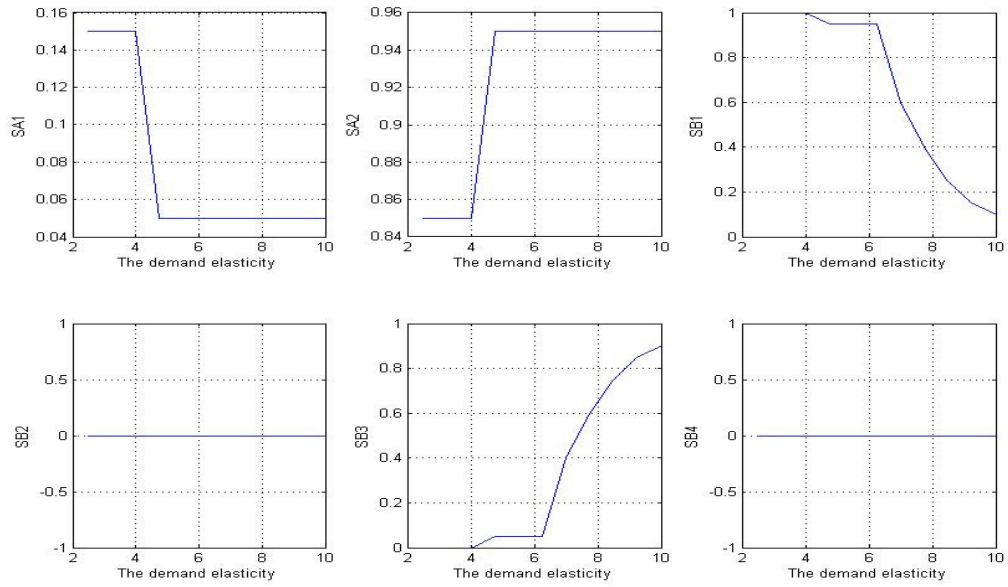 0.16
0.14
0.12
0.1
0.08
0.06
0.04
SA1
2 4 6 8 10
The demand elasticity
0.96
0.94
0.92
0.9
0.88
0.86
0.84
SA2
2 4 6 8 10
The demand elasticity
1
0.8
0.6
0.4
0.2
0
SB1
2 4 6 8 10
The demand elasticity
1
0.5
0
-0.5
-1
SB2
2 4 6 8 10
The demand elasticity
1
0.8
0.6
0.4
0.2
0
SB3
2 4 6 8 10
The demand elasticity
1
0.5
0
-0.5
-1
SB4
2 4 6 8 10
The demand elasticity